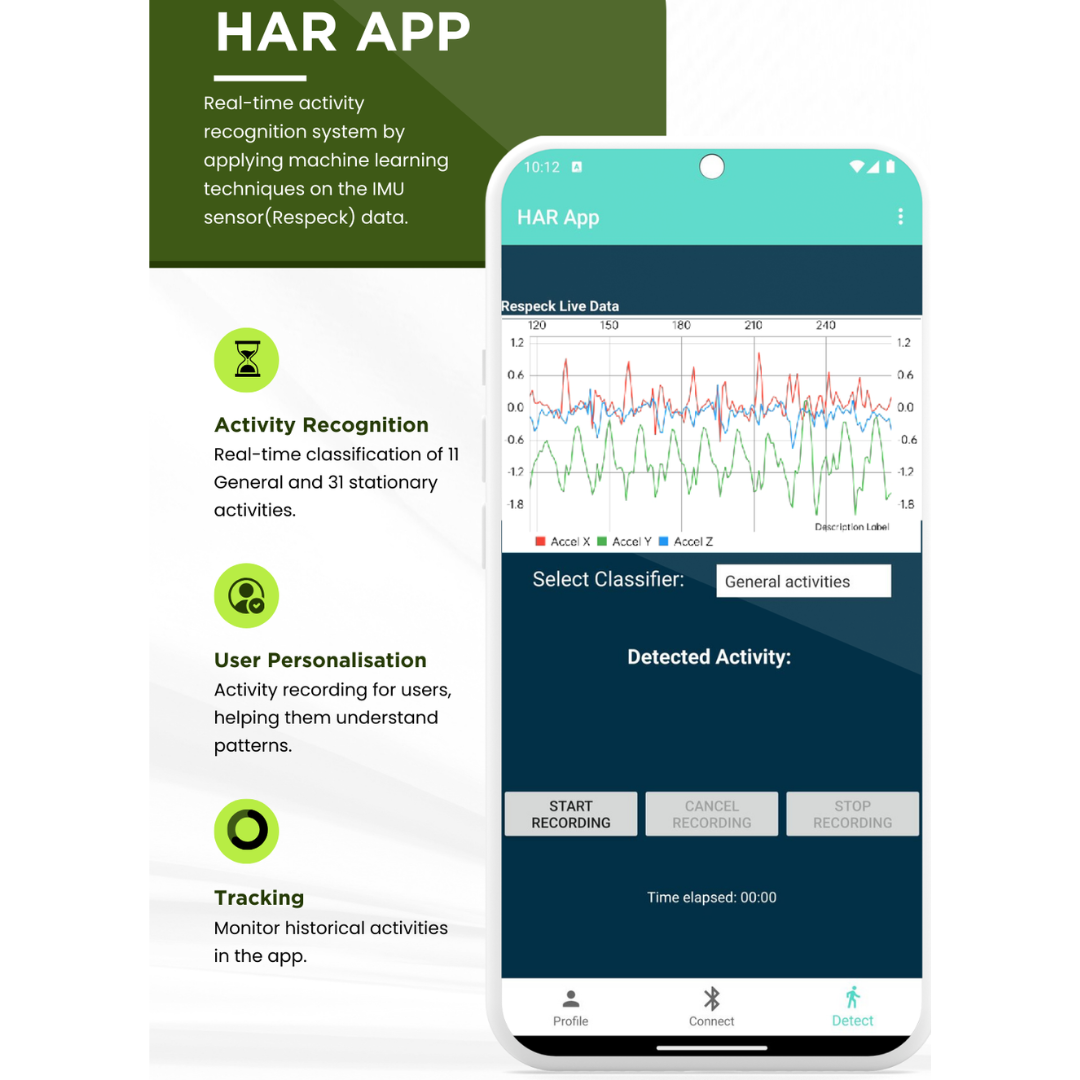 HAR APP
Real-time activity
recognition system by
applying machine learning
techniques on the IMU
sensor(Respeck) data.
Activity Recognition
Real-time classification of 11
General and 31 stationary
activities.
User Personalisation
Activity recording for users,
helping them understand
patterns.
Tracking
Monitor historical activities
in the app.
10:12 A
HAR App
Respeck Live Data
120 150 180 210 240
1.2 1.2
0.6 0.6
0.0 0.0
-0.6 -0.6
-1.2 -1.2
-1.8 -1.8
Description Label
Accel X Accel Y Accel Z
Select Classifier: General activities
Detected Activity:
START RECORDING
CANCEL RECORDING
STOP RECORDING
Time elapsed: 00:00
Profile Connect Detect